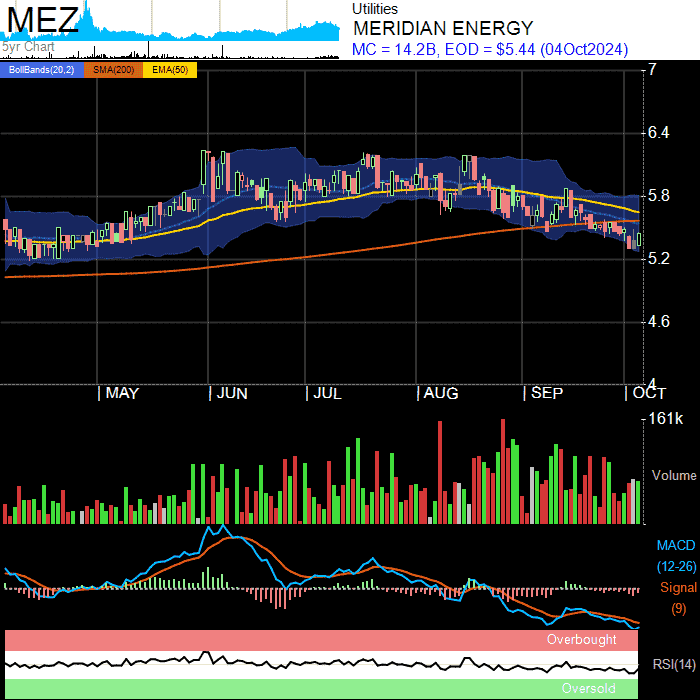 MEZ
5yr Chart
Utilities
MERIDIAN ENERGY
MC = 14.2B, EOD = $5.44 (04Oct2024)
BollBands(20,2) SMA(200) EMA(50)
7
6.4
5.8
5.2
4.6
4
MAY JUN JUL AUG SEP OCT
161k
Volume
MACD
(12-26)
Signal
(9)
Overbought
RSI(14)
Oversold